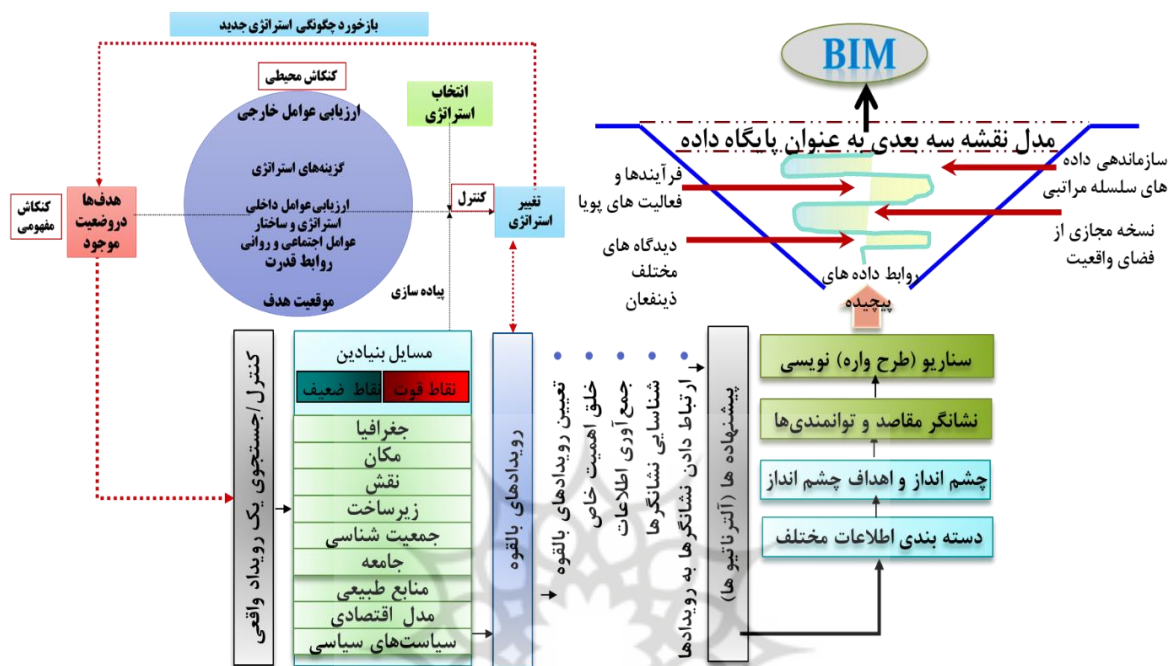 بازخورد چگونگی استراتژی جدید
کنکاش محیطی
ارزیابی عوامل خارجی
گزینه‌های استراتژی
ارزیابی عوامل داخلی
استراتژی و ساختار
عوامل اجتماعی و روانی
روابط قدرت
موقعیت هدف
انتخاب
استراتژی
کنترل
تغییر
استراتژی
هدف‌ها
دروضعیت
موجود
کنکاش
مفهومی
پیاده سازی
BIM
مدل نقشه سه بعدی به عنوان پایگاه داده
سازماندهی داده
های سلسله مراتبی
نسخه مجازی از
فضای واقعیت
فرآیندها و
فعالیت های پویا
دیدگاه های
مختلف
ذینفعان
روابط داده های
پیچیده
کنترل/جستجوی یک رویداد واقعی
مسایل بنیادین
نقاط قوت
نقاط ضعیف
جغرافیا
مکان
نقش
زیرساخت
جمعیت شناسی
جامعه
منابع طبیعی
مدل اقتصادی
سیاست‌های سیاسی
رویدادهای بالقوه
تعیین رویدادهای بالقوه
خلق اهمیت خاص
جمع‌آوری اطلاعات
شناسایی نشانگرها
ارتباط دادن نشانگرها به رویدادها
پیشنهاده ها (آلترناتیو ها)
سناریو (طرح واره) نویسی
نشانگر مقاصد و توانمندی‌ها
چشم انداز و اهداف چشم انداز
دسته بندی اطلاعات مختلف